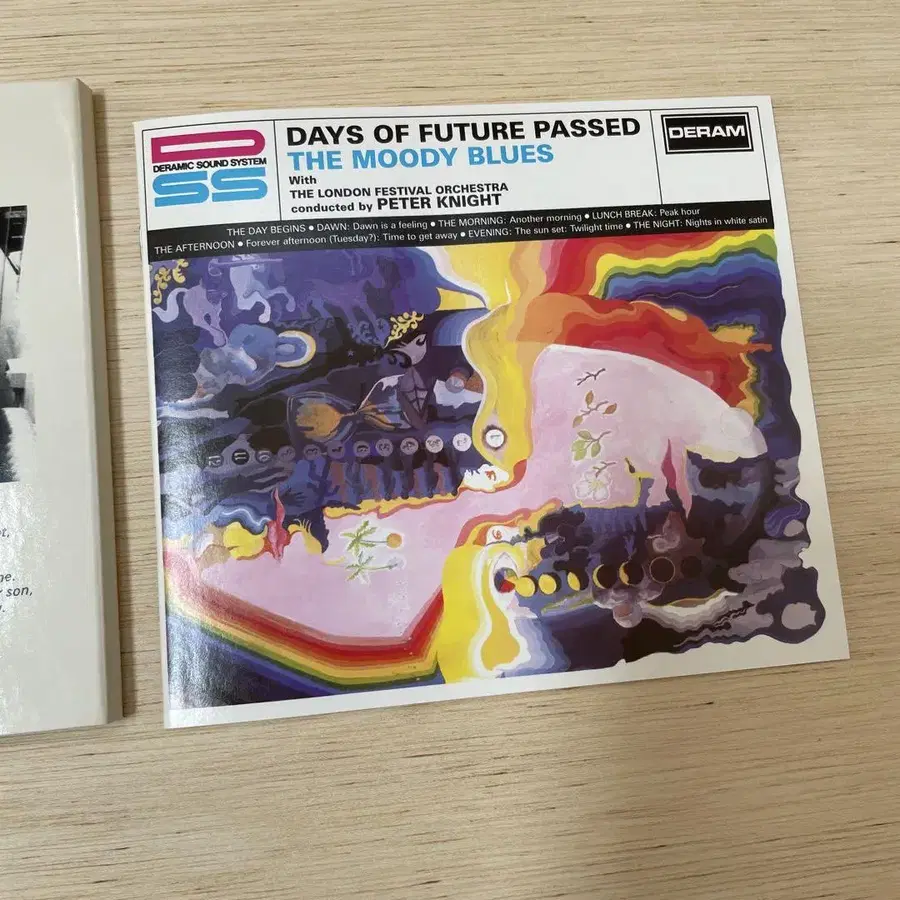 DERAMIC SOUND SYSTEM
DSS
DAYS OF FUTURE PASSED
THE MOODY BLUES
With
THE LONDON FESTIVAL ORCHESTRA
conducted by PETER KNIGHT
DERAM
THE DAY BEGINS • DAWN: Dawn is a feeling • THE MORNING: Another morning • LUNCH BREAK: Peak hour
THE AFTERNOON • Forever afternoon (Tuesday?): Time to get away • EVENING: The sun set: Twilight time • THE NIGHT: Nights in white satin
son,